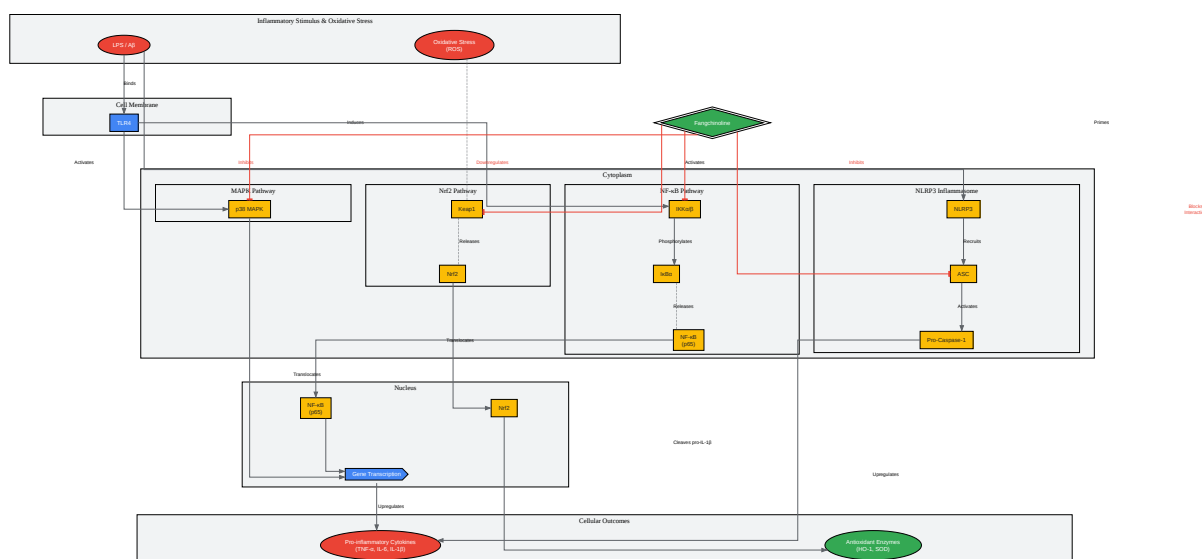 Inflammatory Stimulus & Oxidative Stress
LPS / Aβ
Oxidative Stress
(ROS)
Binds
Cell Membrane
TLR4
Induces
Fangchinoline
Primes
Activates
Inhibits
Downregulates
Activates
Inhibits
Cytoplasm
MAPK Pathway
Nrf2 Pathway
NF-κB Pathway
NLRP3 Inflammasome
p38 MAPK
Keap1
IKKα/β
NLRP3
Blocks
Releases
Phosphorylates
Recruits
Nrf2
IκBα
ASC
Releases
Activates
Translocates
NF-κB
(p65)
Pro-Caspase-1
Translocates
Nucleus
NF-κB
(p65)
Nrf2
Cleaves pro-IL-1β
Gene Transcription
Upregulates
Upregulates
Cellular Outcomes
Pro-inflammatory Cytokines
(TNF-α, IL-6, IL-1β)
Antioxidant Enzymes
(HO-1, SOD)